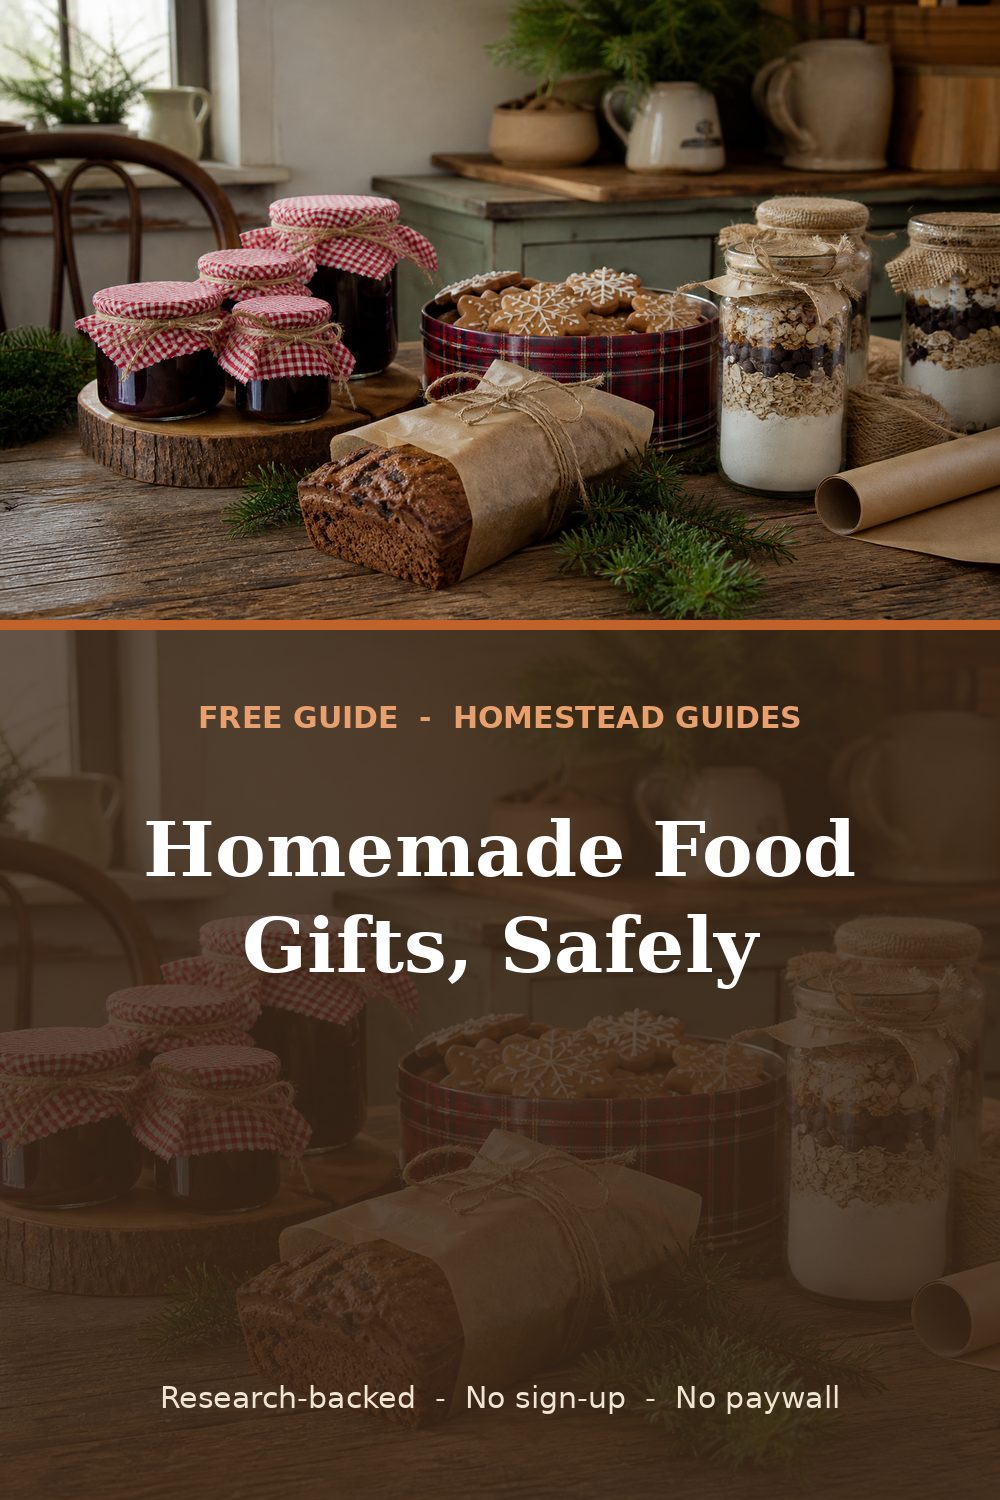 FREE GUIDE - HOMESTEAD GUIDES
Homemade Food
Gifts, Safely
Research-backed - No sign-up - No paywall